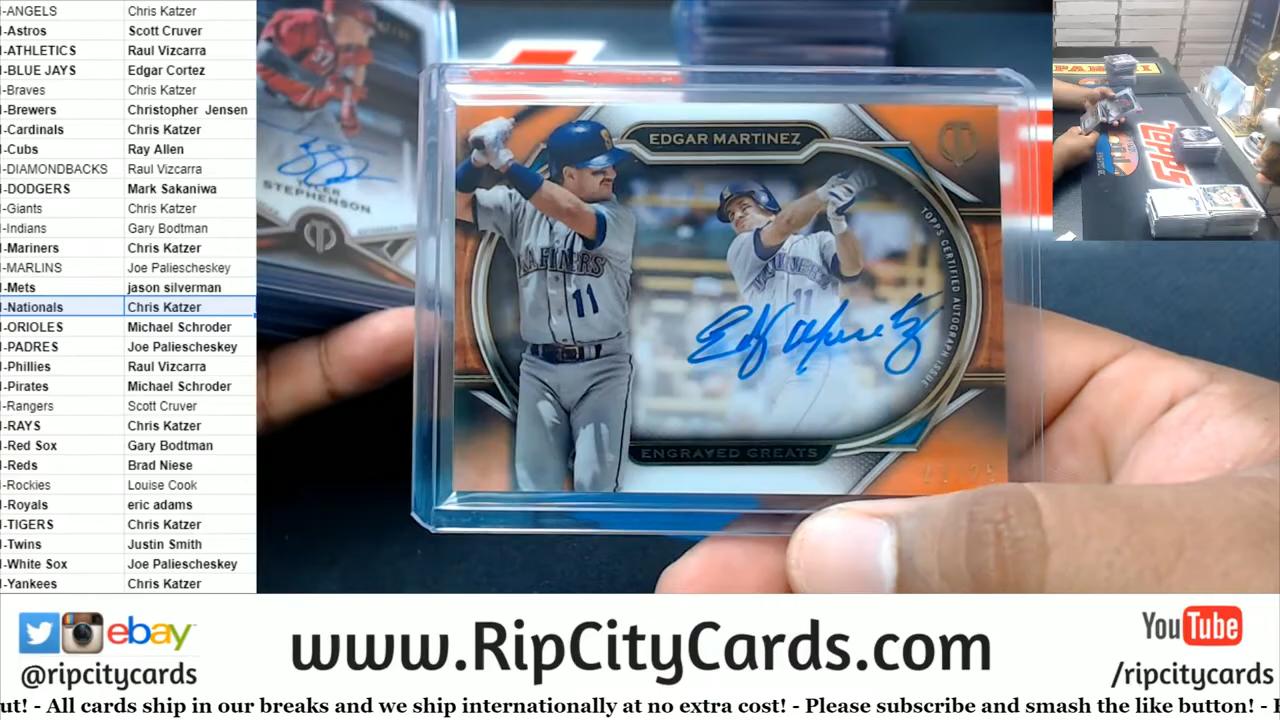 -ANGELS Chris Katzer
-Astros Scott Cruver
-ATHLETICS Raul Vizcarra
-BLUE JAYS Edgar Cortez
-Braves Chris Katzer
-Brewers Christopher Jensen
-Cardinals Chris Katzer
-Cubs Ray Allen
-DIAMONDBACKS Raul Vizcarra
-DODGERS Mark Sakaniwa
-Giants Chris Katzer
-Indians Gary Bodtman
-Mariners Chris Katzer
-MARLINS Joe Paliescheskey
-Mets jason silverman
-Nationals Chris Katzer
-ORIOLES Michael Schroder
-PADRES Joe Paliescheskey
-Phillies Raul Vizcarra
-Pirates Michael Schroder
-Rangers Scott Cruver
-RAYS Chris Katzer
-Red Sox Gary Bodtman
-Reds Brad Niese
-Rockies Louise Cook
-Royals eric adams
-TIGERS Chris Katzer
-Twins Justin Smith
-White Sox Joe Paliescheskey
-Yankees Chris Katzer
STEPHENSON
EDGAR MARTINEZ
MARINERS
11
11
Edgar Martinez
TOPPS CERTIFIED AUTOGRAPH ISSUE
ENGRAVED GREATS
TOPPS
ebay
@ripcitycards
www.RipCityCards.com
YouTube
/ripcitycards
ut! - All cards ship in our breaks and we ship internationally at no extra cost! - Please subscribe and smash the like button! -